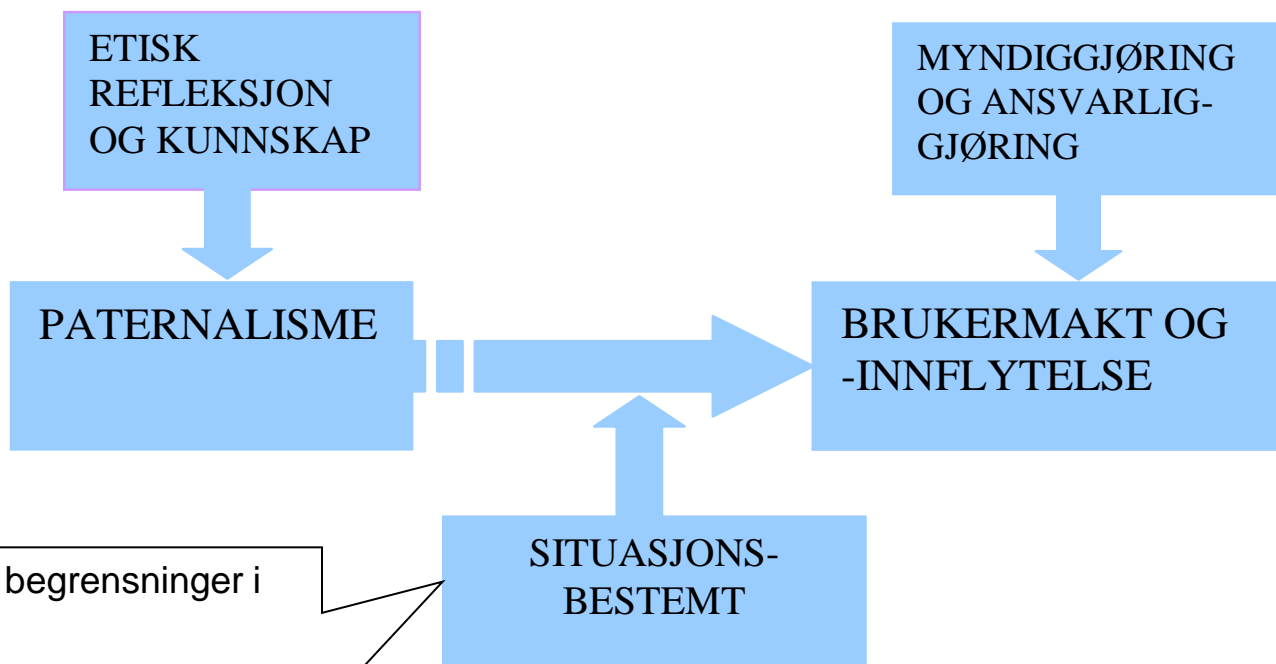 ETISK
REFLEKSJON
OG KUNNSKAP
MYNDIGGJØRING
OG ANSVARLIG-
GJØRING
PATERNALISME
BRUKERMAKT OG
-INNFLYTELSE
SITUASJONS-
BESTEMT
begrensninger i